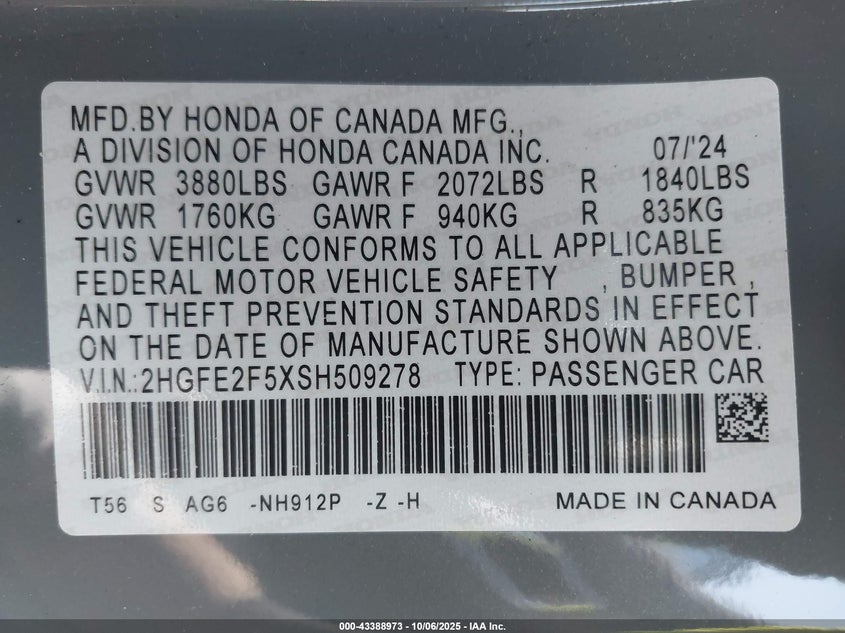 MFD.BY HONDA OF CANADA MFG.,
A DIVISION OF HONDA CANADA INC. 07/'24
GVWR 3880LBS GAWR F 2072LBS R 1840LBS
GVWR 1760KG GAWR F 940KG R 835KG
THIS VEHICLE CONFORMS TO ALL APPLICABLE
FEDERAL MOTOR VEHICLE SAFETY , BUMPER ,
AND THEFT PREVENTION STANDARDS IN EFFECT
ON THE DATE OF MANUFACTURE SHOWN ABOVE.
V.I.N.:2HGFE2F5XSH509278 TYPE: PASSENGER CAR
T56 S AG6 -NH912P -Z -H MADE IN CANADA
000-43388973 - 10/06/2025 - IAA Inc.